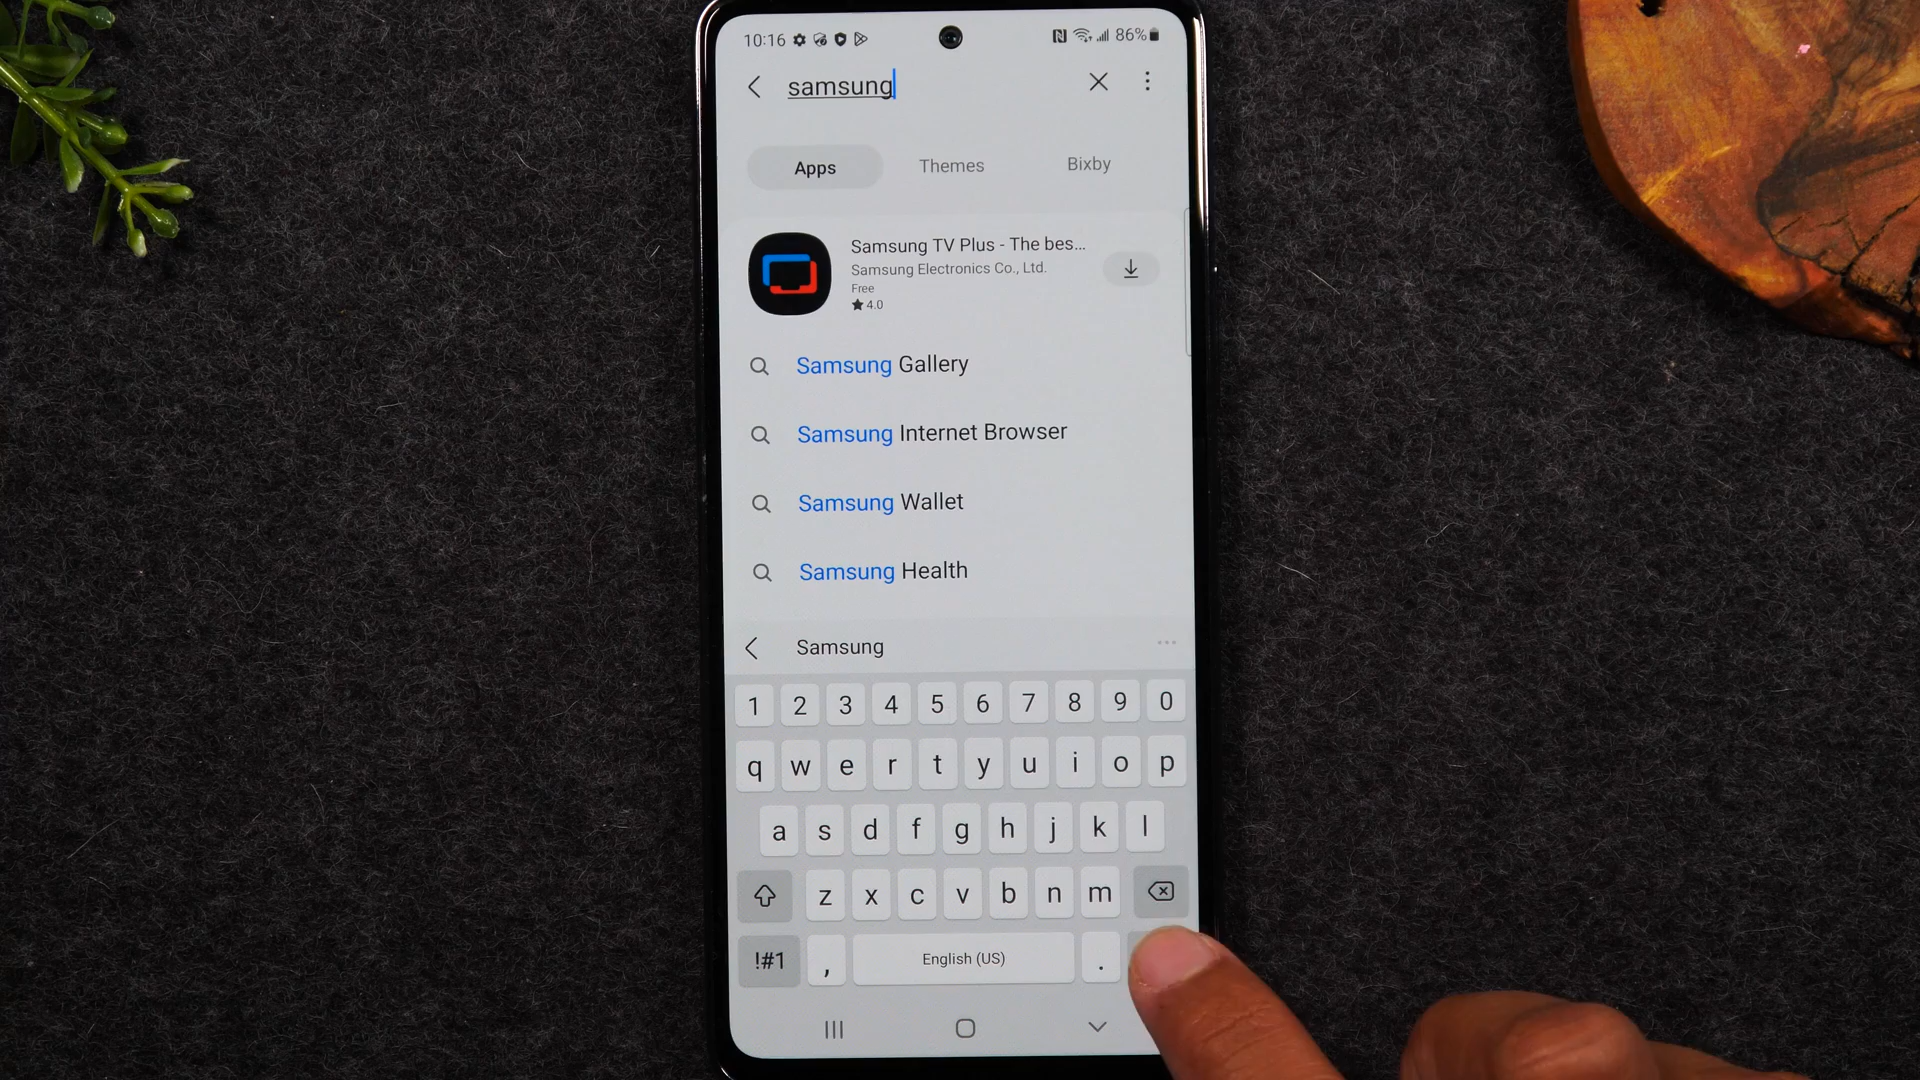 10:16 86%
samsung
Apps Themes Bixby
Samsung TV Plus - The bes...
Samsung Electronics Co., Ltd.
Free
4.0
Samsung Gallery
Samsung Internet Browser
Samsung Wallet
Samsung Health
Samsung
1 2 3 4 5 6 7 8 9 0
q w e r t y u i o p
a s d f g h j k l
z x c v b n m
!#1 , English (US) .